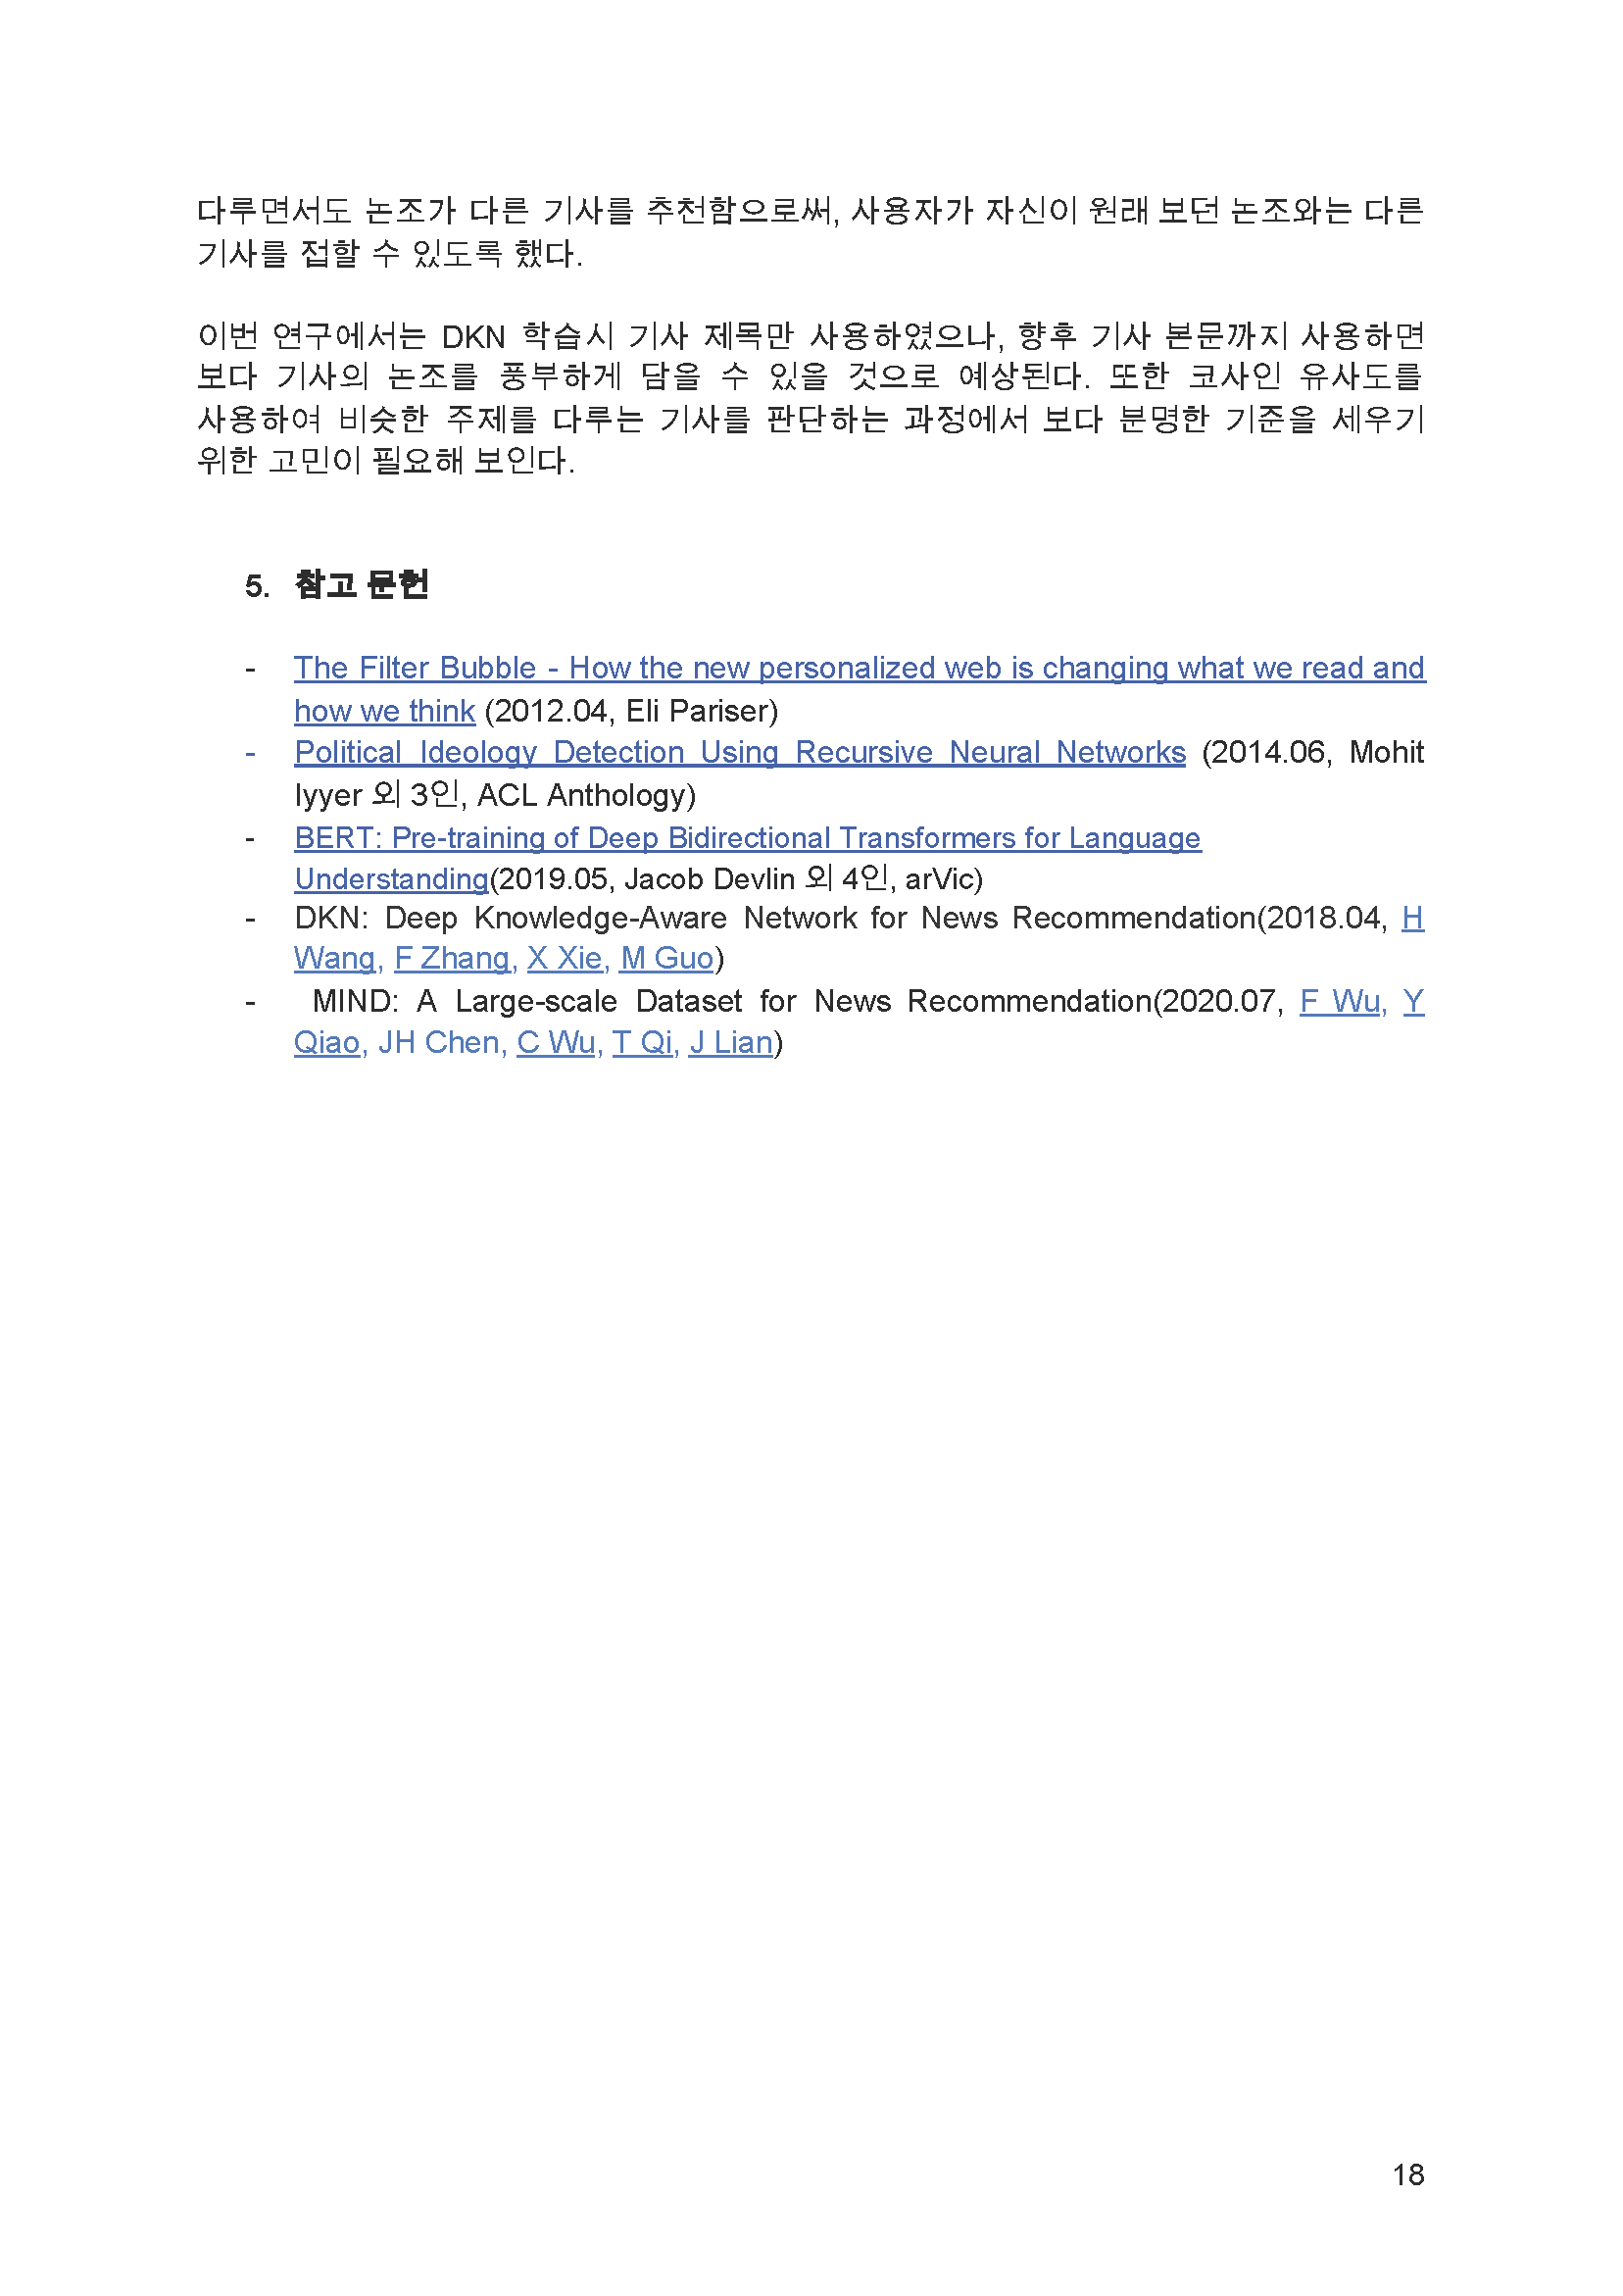 다루면서도 논조가 다른 기사를 추천함으로써, 사용자가 자신이 원래 보던 논조와는 다른
기사를 접할 수 있도록 했다.
이번 연구에서는 DKN 학습시 기사 제목만 사용하였으나, 향후 기사 본문까지 사용하면
보다 기사의 논조를 풍부하게 담을 수 있을 것으로 예상된다. 또한 코사인 유사도를
사용하여 비슷한 주제를 다루는 기사를 판단하는 과정에서 보다 분명한 기준을 세우기
위한 고민이 필요해 보인다.
5. 참고 문헌
- The Filter Bubble - How the new personalized web is changing what we read and
how we think (2012.04, Eli Pariser)
- Political Ideology Detection Using Recursive Neural Networks (2014.06, Mohit
Iyyer 외 3인, ACL Anthology)
- BERT: Pre-training of Deep Bidirectional Transformers for Language
Understanding(2019.05, Jacob Devlin 외 4인, arVic)
- DKN: Deep Knowledge-Aware Network for News Recommendation(2018.04, H
Wang, F Zhang, X Xie, M Guo)
- MIND: A Large-scale Dataset for News Recommendation(2020.07, F Wu, Y
Qiao, JH Chen, C Wu, T Qi, J Lian)
18